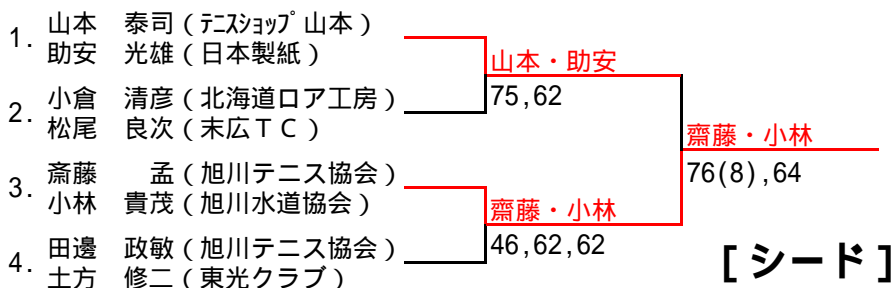 1. 山本　泰司(ﾃﾆｽｼｮｯﾌﾟ山本)
助安　光雄(日本製紙)
山本・助安
75,62
2. 小倉　清彦(北海道ロア工房)
松尾　良次(末広ＴＣ)
齋藤・小林
76(8),64
3. 斎藤　　孟(旭川テニス協会)
小林　貴茂(旭川水道協会)
齋藤・小林
46,62,62
4. 田邊　政敏(旭川テニス協会)
土方　修二(東光クラブ)
[シード]